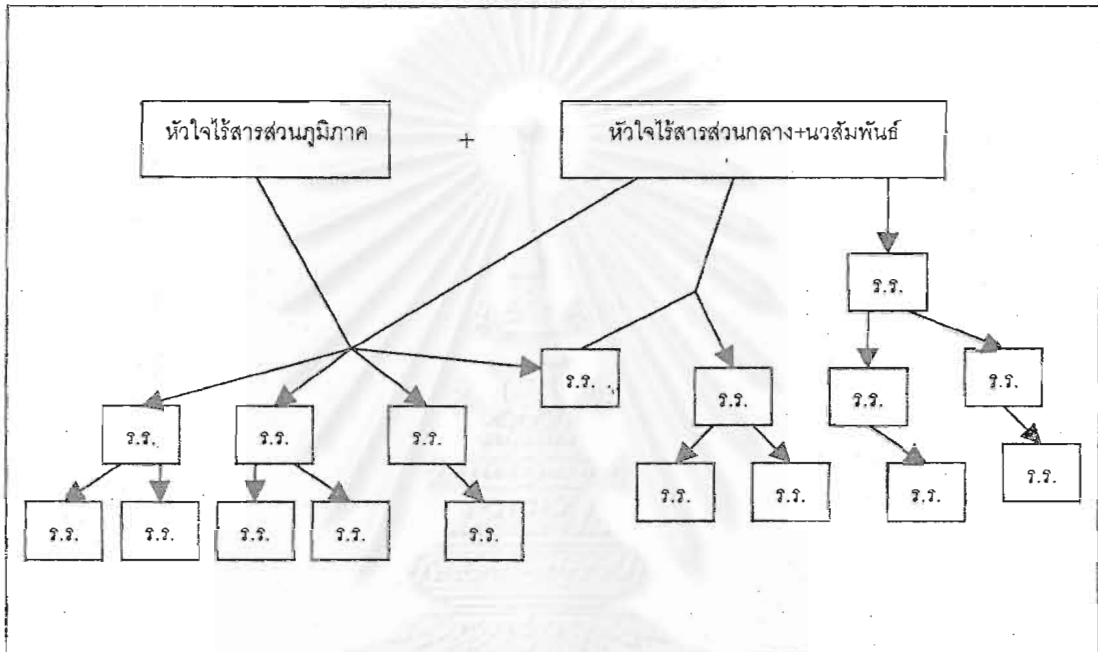 หัวใจไร้สารส่วนภูมิภาค + หัวใจไร้สารส่วนกลาง+นวสัมพันธ์
ร.ร.
ร.ร. ร.ร. ร.ร.
ร.ร. ร.ร. ร.ร. ร.ร.
ร.ร. ร.ร. ร.ร. ร.ร.
ร.ร. ร.ร. ร.ร. ร.ร. ร.ร.